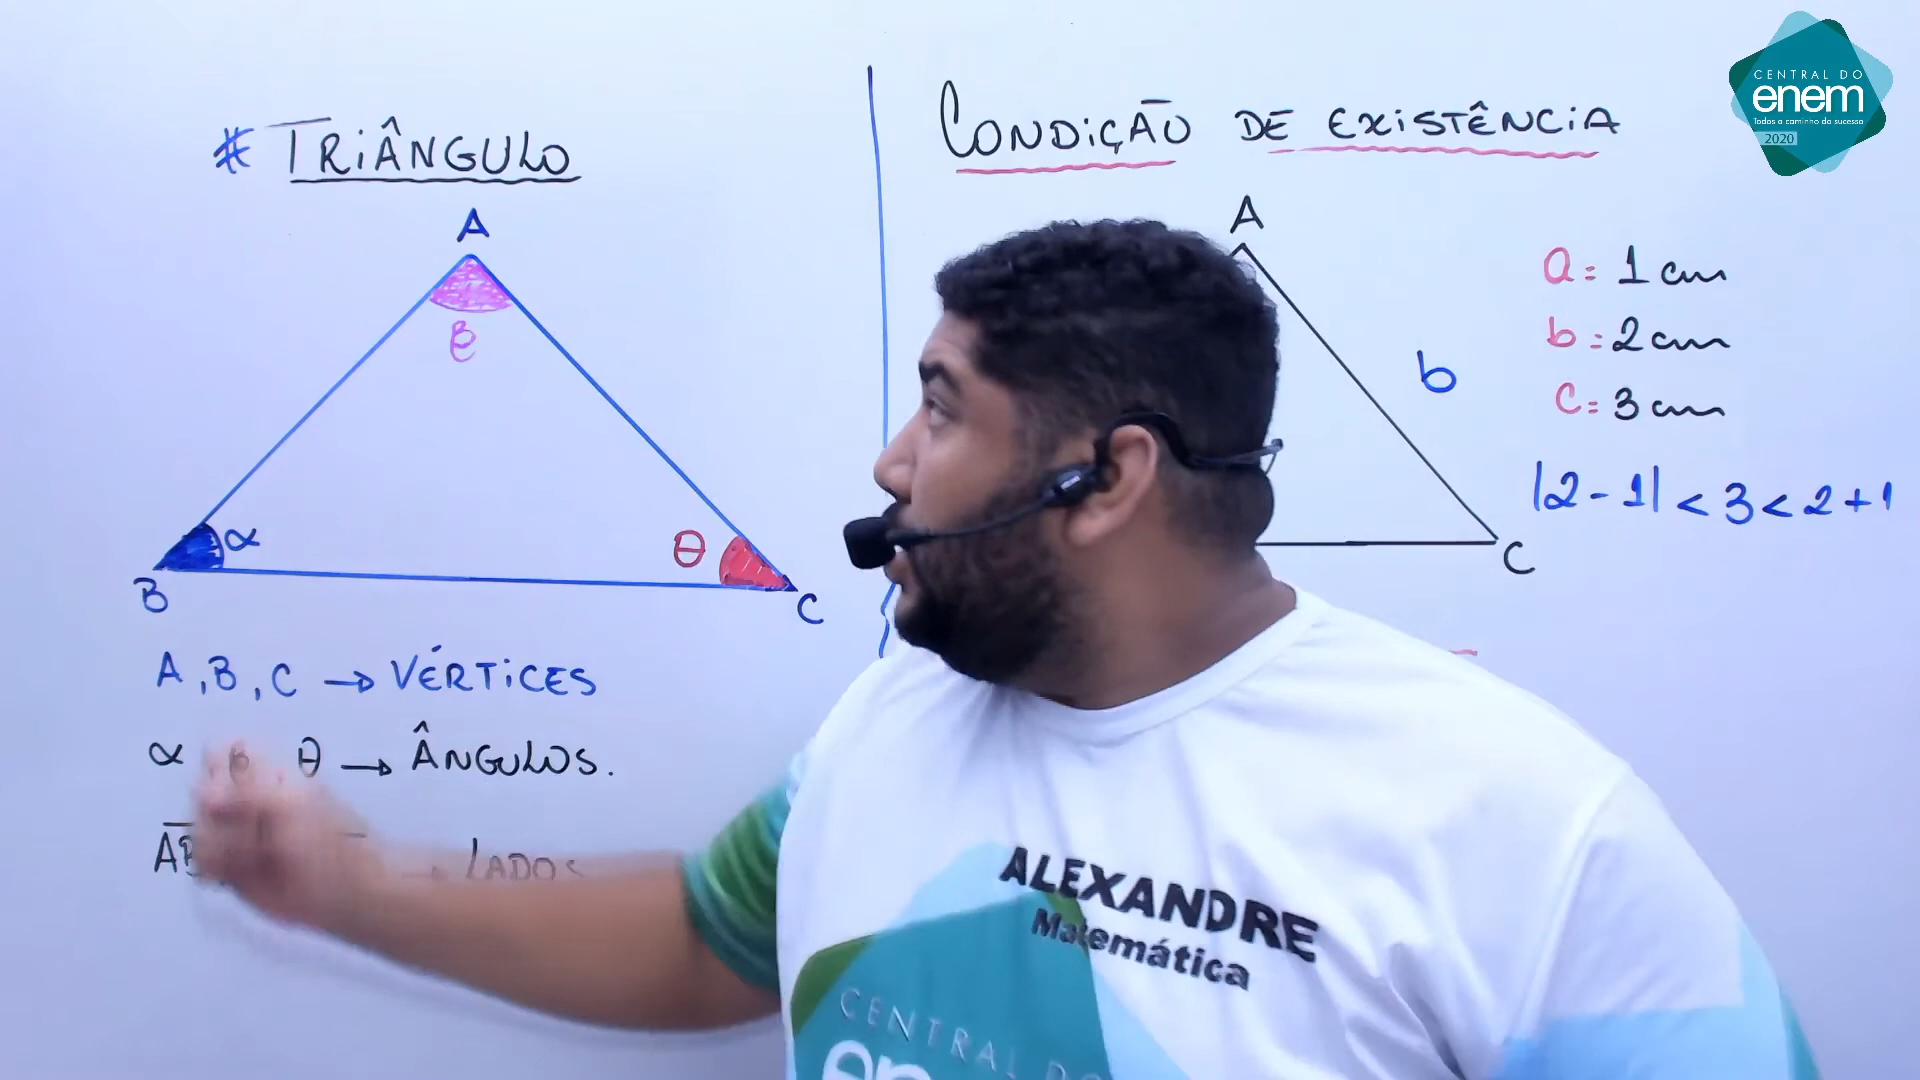 # TRIÂNGULO
A
β
α
θ
B
C
A, B, C → VÉRTICES
α β θ → ÂNGULOS.
AB → LADOS
CONDIÇÃO DE EXISTÊNCIA
A
b
C
a = 1 cm
b = 2 cm
c = 3 cm
|2 - 1| < 3 < 2 + 1
CENTRAL DO
enem
Todos a caminho do sucesso
2020
ALEXANDRE
Matemática
CENTRAL DO